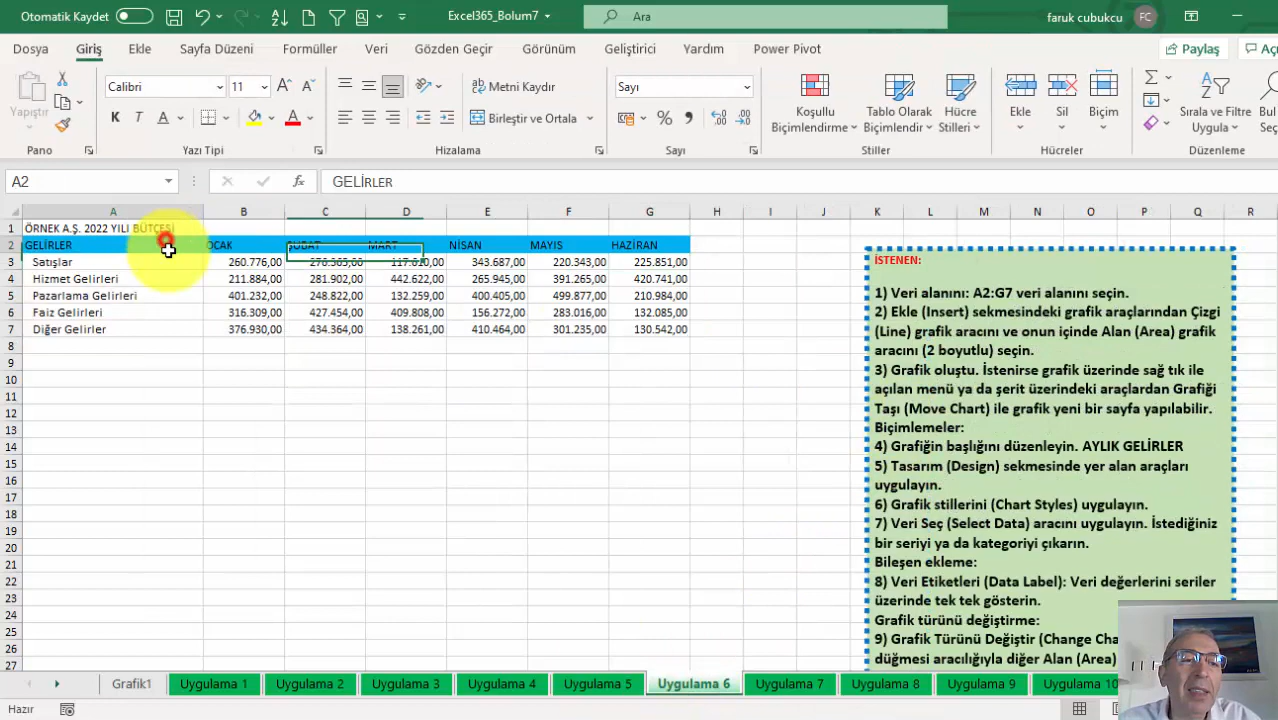 Otomatik Kaydet
Excel365_Bolum7
Ara
faruk cubukcu
FC
Dosya
Giriş
Ekle
Sayfa Düzeni
Formüller
Veri
Gözden Geçir
Görünüm
Geliştirici
Yardım
Power Pivot
Paylaş
Yapıştır
Calibri
11
K T A
Metni Kaydır
Birleştir ve Ortala
Sayı
Koşullu
Biçimlendirme
Tablo Olarak
Biçimlendir
Hücre
Stilleri
Ekle
Sil
Biçim
Sırala ve Filtre
Uygula
Pano
Yazı Tipi
Hizalama
Sayı
Stiller
Hücreler
Düzenleme
A2
fx
GELİRLER
A B C D E F G H I J K L M N O P Q R
1 ÖRNEK A.Ş. 2022 YILI BÜTÇESİ
2 GELİRLER OCAK ŞUBAT MART NİSAN MAYIS HAZİRAN
3 Satışlar 260.776,00 343.687,00 220.343,00 225.851,00
4 Hizmet Gelirleri 211.884,00 281.902,00 442.622,00 265.945,00 391.265,00 420.741,00
5 Pazarlama Gelirleri 401.232,00 248.822,00 132.259,00 400.405,00 499.877,00 210.984,00
6 Faiz Gelirleri 316.309,00 427.454,00 409.808,00 156.272,00 283.016,00 132.085,00
7 Diğer Gelirler 376.930,00 434.364,00 138.261,00 410.464,00 301.235,00 130.542,00
8
9
10
11
12
13
14
15
16
17
18
19
20
21
22
23
24
25
26
27
İSTENEN:
1) Veri alanını: A2:G7 veri alanını seçin.
2) Ekle (Insert) sekmesindeki grafik araçlarından Çizgi
(Line) grafik aracını ve onun içinde Alan (Area) grafik
aracını (2 boyutlu) seçin.
3) Grafik oluştu. İstenirse grafik üzerinde sağ tık ile
açılan menü ya da şerit üzerindeki araçlardan Grafiği
Taşı (Move Chart) ile grafik yeni bir sayfa yapılabilir.
Biçimlemeler:
4) Grafiğin başlığını düzenleyin. AYLIK GELİRLER
5) Tasarım (Design) sekmesinde yer alan araçları
uygulayın.
6) Grafik stillerini (Chart Styles) uygulayın.
7) Veri Seç (Select Data) aracını uygulayın. İstediğiniz
bir seriyi ya da kategoriyi çıkarın.
Bileşen ekleme:
8) Veri Etiketleri (Data Label): Veri değerlerini seriler
üzerinde tek tek gösterin.
Grafik türünü değiştirme:
9) Grafik Türünü Değiştir (Change
düğmesi aracılığıyla diğer Alan (Area)
Grafik1
Uygulama 1
Uygulama 2
Uygulama 3
Uygulama 4
Uygulama 5
Uygulama 6
Uygulama 7
Uygulama 8
Uygulama 9
Uygulama 10
Hazır